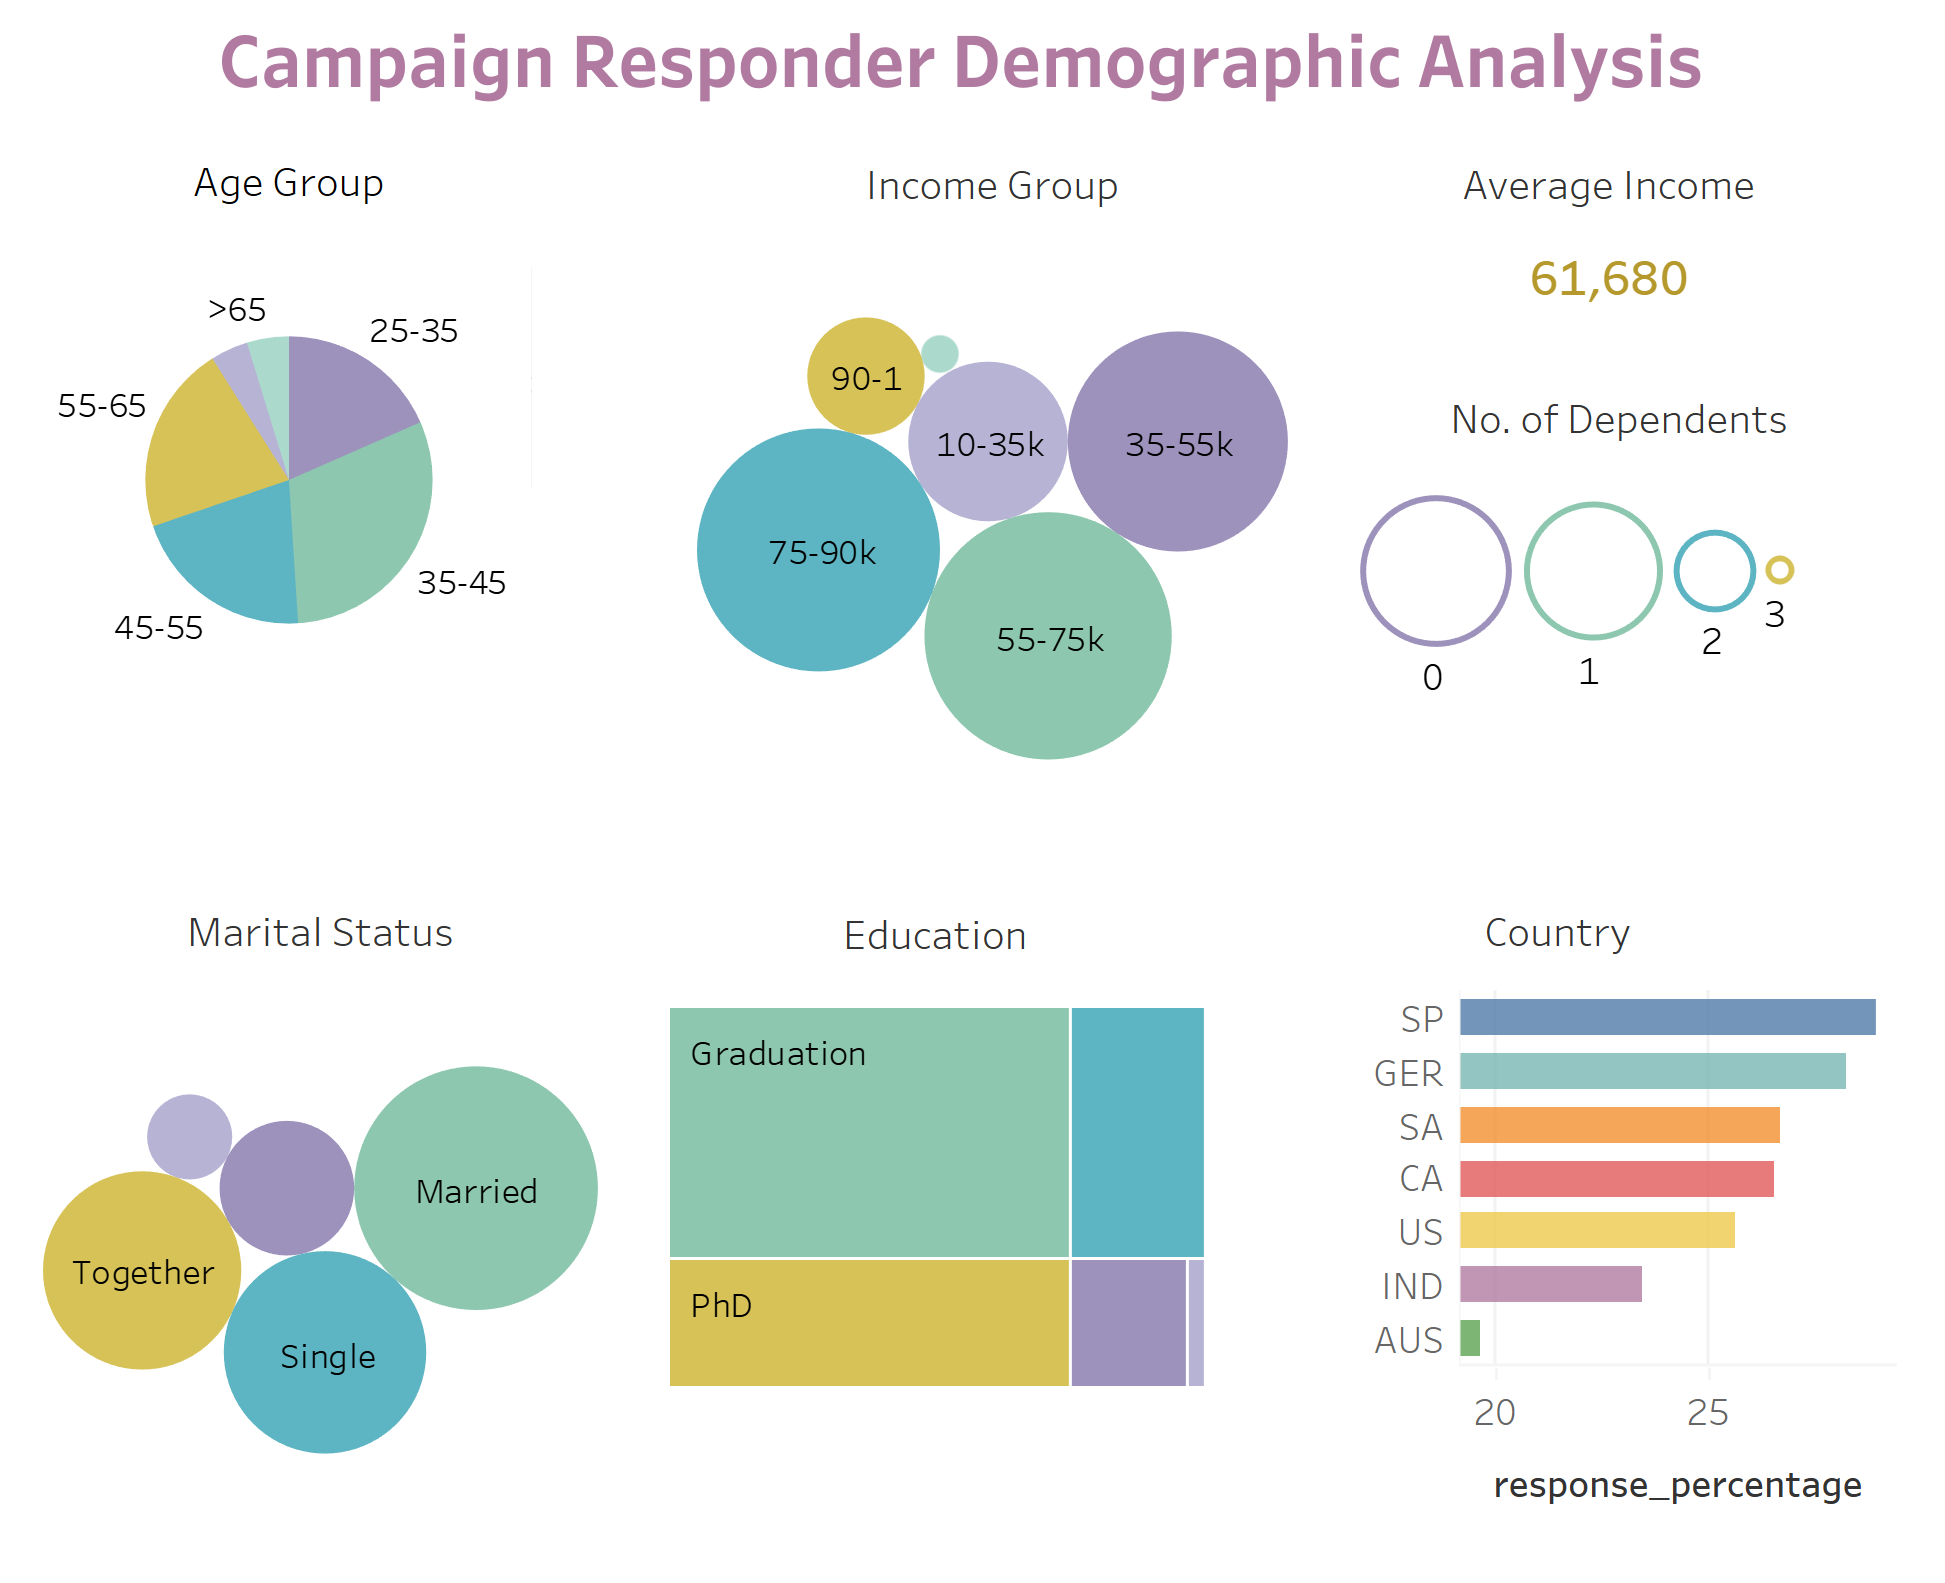 Campaign Responder Demographic Analysis
Age Group
>65
25-35
55-65
35-45
45-55
Income Group
90-1
10-35k
35-55k
75-90k
55-75k
Average Income
61,680
No. of Dependents
0
1
2
3
Marital Status
Married
Together
Single
Education
Graduation
PhD
Country
SP
GER
SA
CA
US
IND
AUS
20 25
response_percentage